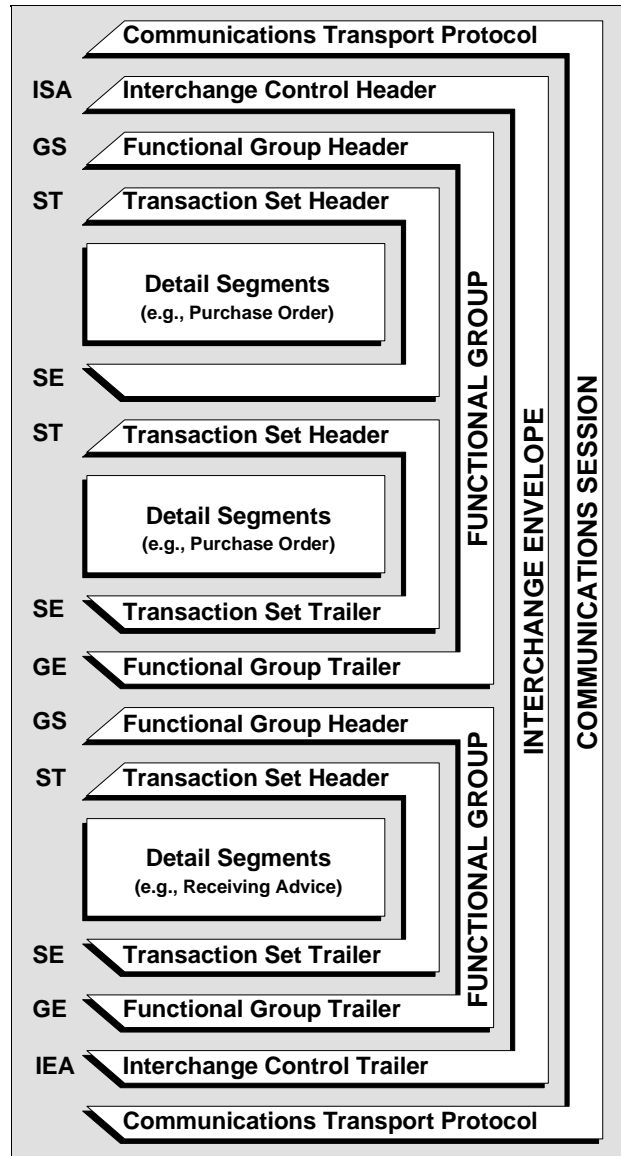 Communications Transport Protocol
ISA Interchange Control Header
GS Functional Group Header
ST Transaction Set Header
Detail Segments
(e.g., Purchase Order)
SE
ST Transaction Set Header
Detail Segments
(e.g., Purchase Order)
SE Transaction Set Trailer
GE Functional Group Trailer
FUNCTIONAL GROUP
GS Functional Group Header
ST Transaction Set Header
Detail Segments
(e.g., Receiving Advice)
SE Transaction Set Trailer
GE Functional Group Trailer
FUNCTIONAL GROUP
IEA Interchange Control Trailer
INTERCHANGE ENVELOPE
Communications Transport Protocol
COMMUNICATIONS SESSION